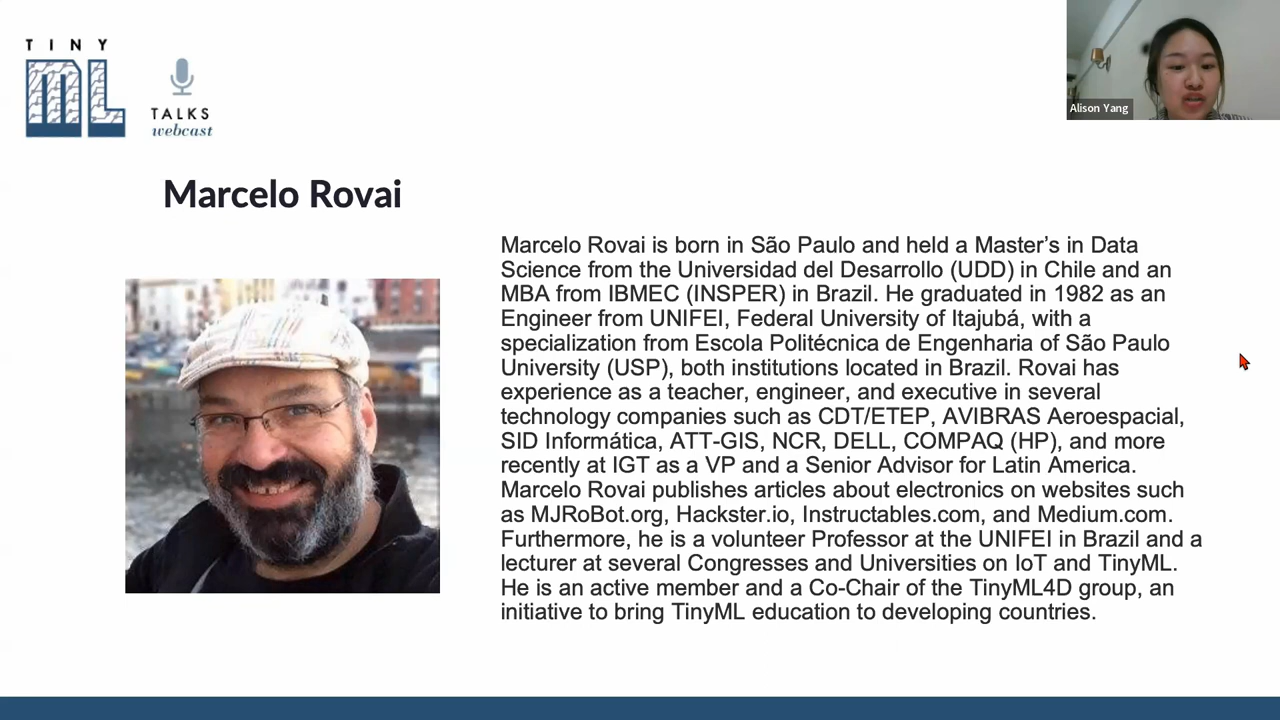 TINY
ML
TALKS
webcast
Alison Yang
Marcelo Rovai
Marcelo Rovai is born in São Paulo and held a Master’s in Data
Science from the Universidad del Desarrollo (UDD) in Chile and an
MBA from IBMEC (INSPER) in Brazil. He graduated in 1982 as an
Engineer from UNIFEI, Federal University of Itajubá, with a
specialization from Escola Politécnica de Engenharia of São Paulo
University (USP), both institutions located in Brazil. Rovai has
experience as a teacher, engineer, and executive in several
technology companies such as CDT/ETEP, AVIBRAS Aeroespacial,
SID Informática, ATT-GIS, NCR, DELL, COMPAQ (HP), and more
recently at IGT as a VP and a Senior Advisor for Latin America.
Marcelo Rovai publishes articles about electronics on websites such
as MJRoBot.org, Hackster.io, Instructables.com, and Medium.com.
Furthermore, he is a volunteer Professor at the UNIFEI in Brazil and a
lecturer at several Congresses and Universities on IoT and TinyML.
He is an active member and a Co-Chair of the TinyML4D group, an
initiative to bring TinyML education to developing countries.